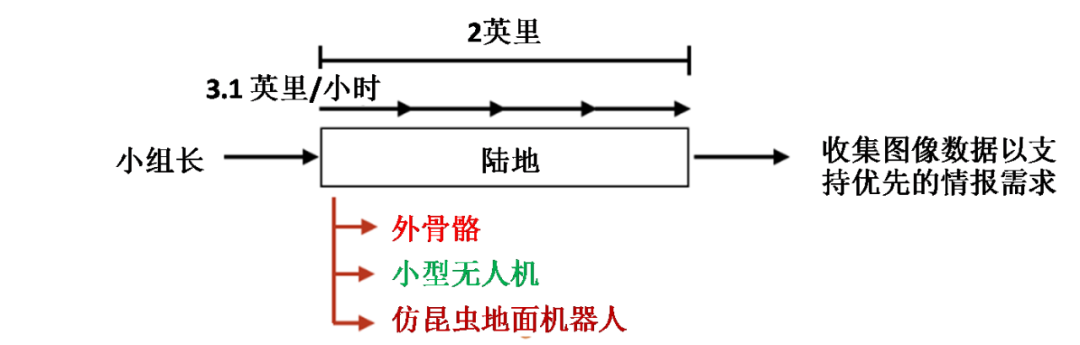 2英里
3.1 英里/小时
小组长
陆地
收集图像数据以支
持优先的情报需求
外骨骼
小型无人机
仿昆虫地面机器人